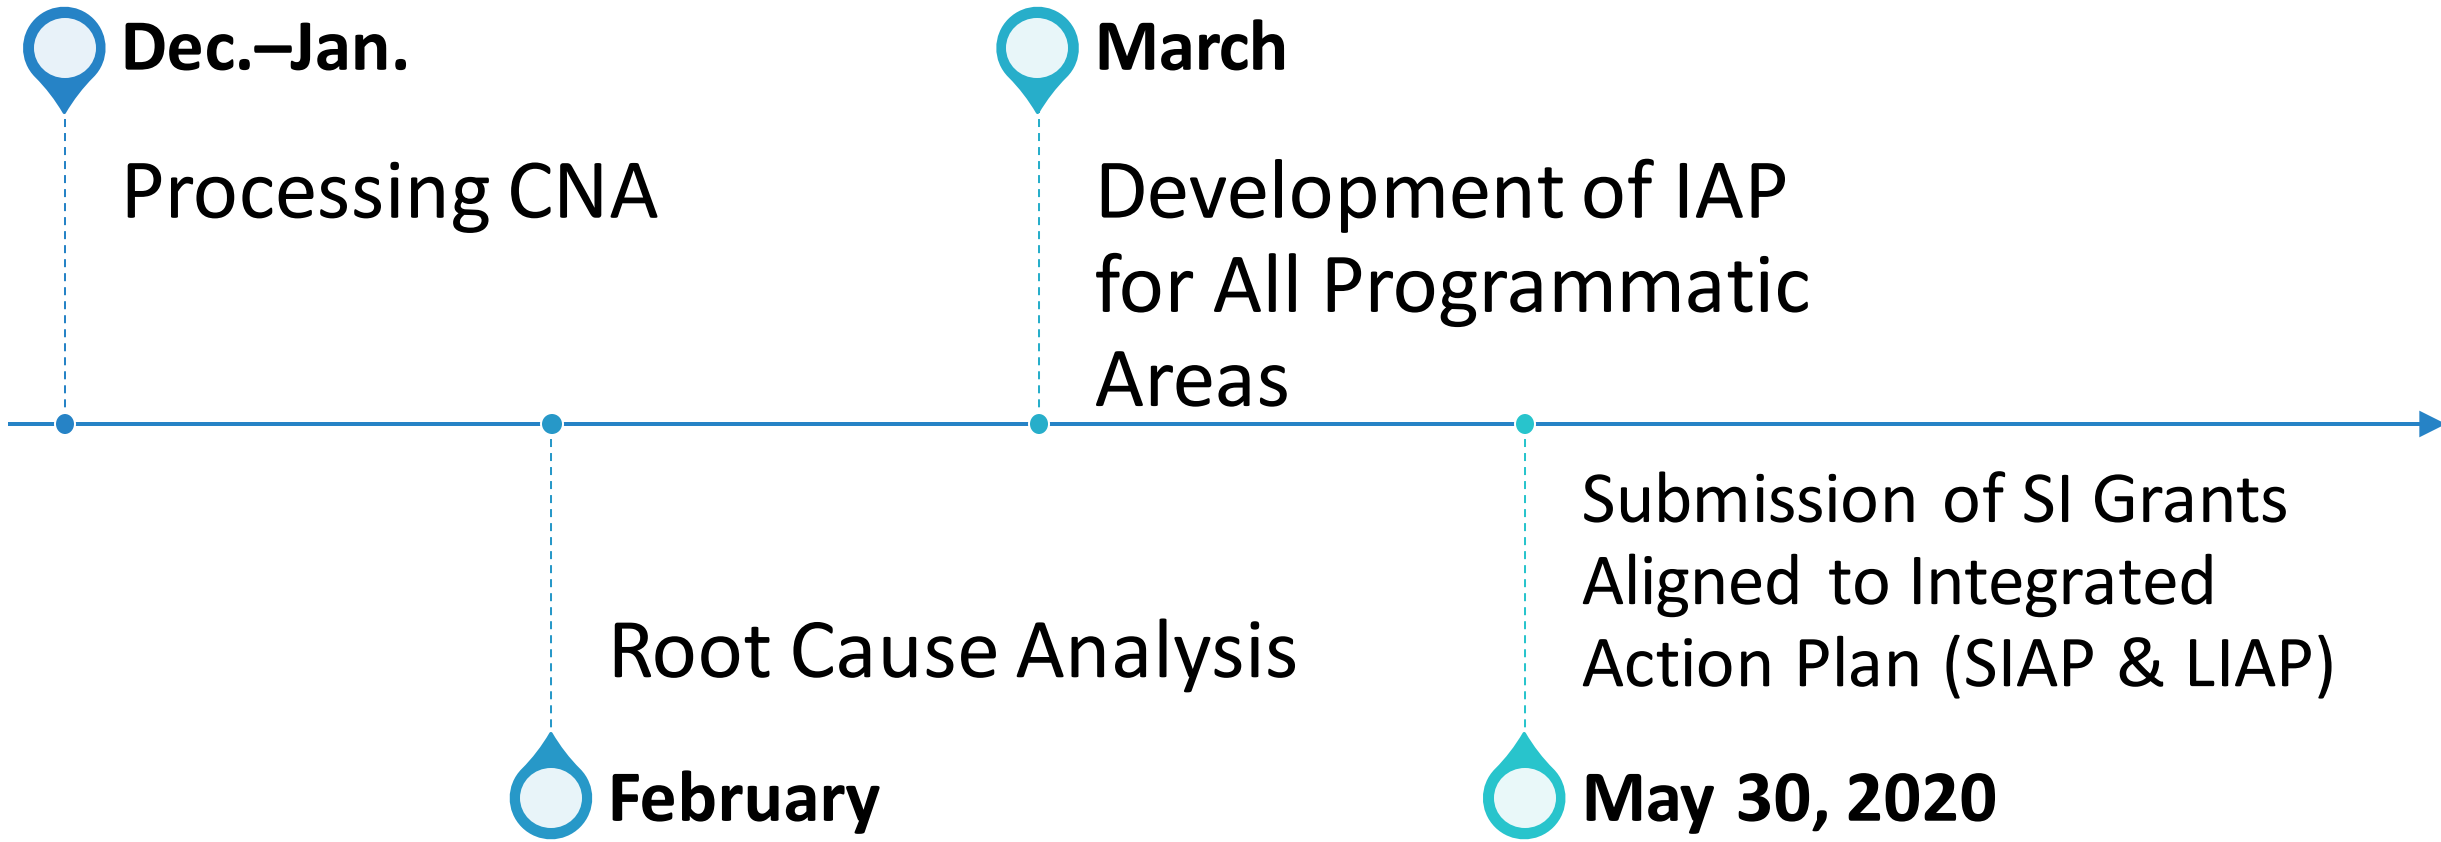 Dec.–Jan.
Processing CNA
February
Root Cause Analysis
March
Development of IAP
for All Programmatic
Areas
May 30, 2020
Submission of SI Grants
Aligned to Integrated
Action Plan (SIAP & LIAP)